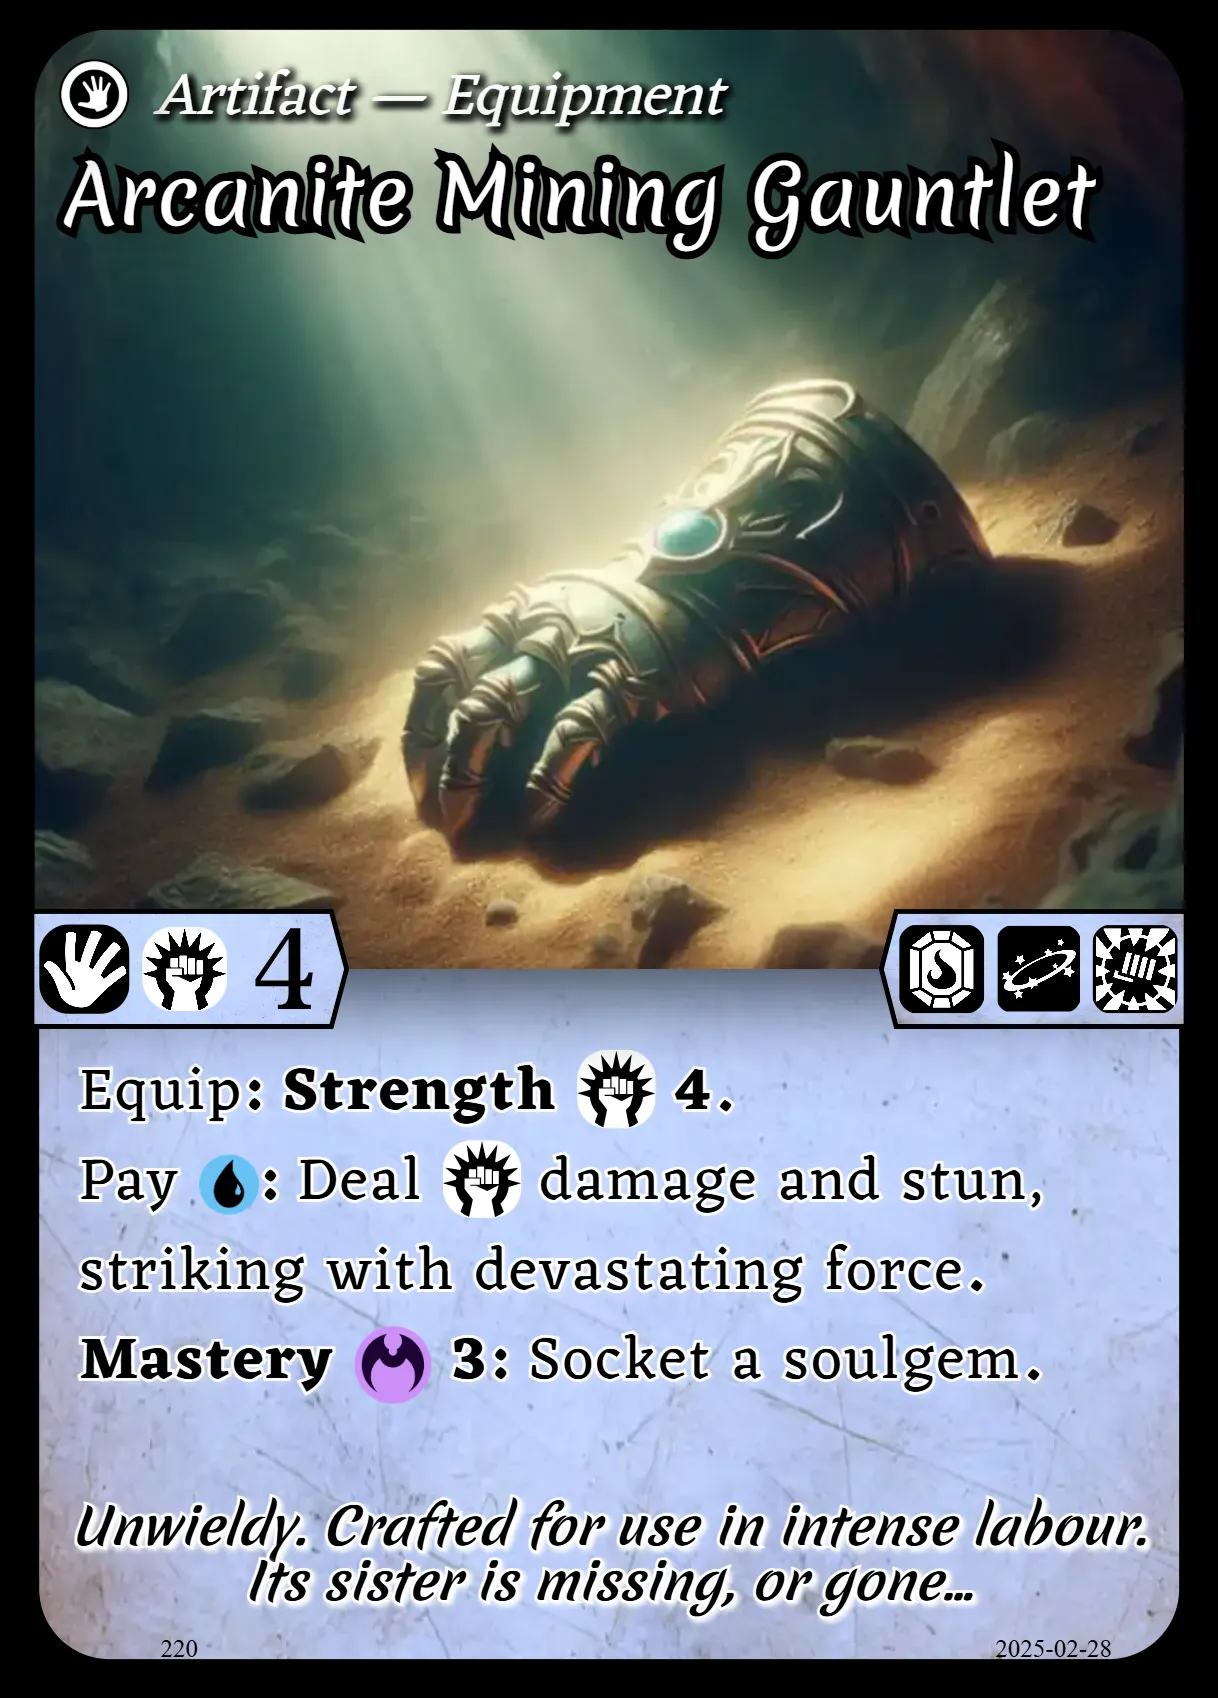 Artifact — Equipment
Arcanite Mining Gauntlet
4
Equip: Strength 4.
Pay : Deal damage and stun,
striking with devastating force.
Mastery 3: Socket a soulgem.
Unwieldy. Crafted for use in intense labour.
Its sister is missing, or gone...
220
2025-02-28